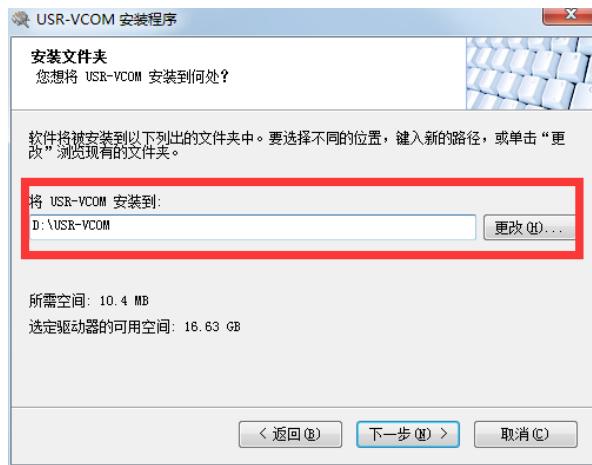 USR-VCOM 安装程序
安装文件夹
您想将 USR-VCOM 安装到何处?
软件将被安装到以下列出的文件夹中。要选择不同的位置，键入新的路径，或单击“更
改”浏览现有的文件夹。
将 USR-VCOM 安装到:
D:\USR-VCOM
更改(H)...
所需空间: 10.4 MB
选定驱动器的可用空间: 16.63 GB
< 返回(B)
下一步(N) >
取消(C)